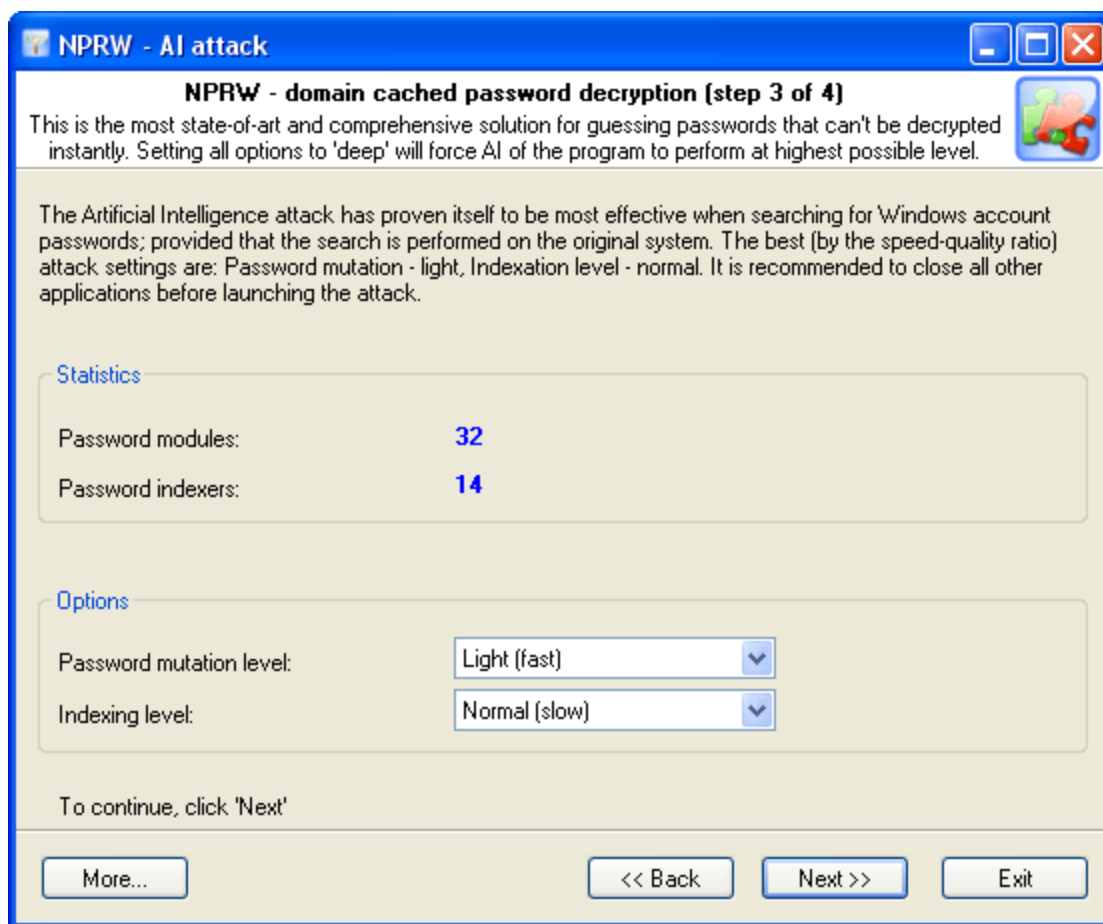 NPRW - AI attack
NPRW - domain cached password decryption (step 3 of 4)
This is the most state-of-art and comprehensive solution for guessing passwords that can't be decrypted
instantly. Setting all options to 'deep' will force AI of the program to perform at highest possible level.
The Artificial Intelligence attack has proven itself to be most effective when searching for Windows account
passwords; provided that the search is performed on the original system. The best (by the speed-quality ratio)
attack settings are: Password mutation - light, Indexation level - normal. It is recommended to close all other
applications before launching the attack.
Statistics
Password modules: 32
Password indexers: 14
Options
Password mutation level: Light (fast)
Indexing level: Normal (slow)
To continue, click 'Next'
More... << Back Next >> Exit